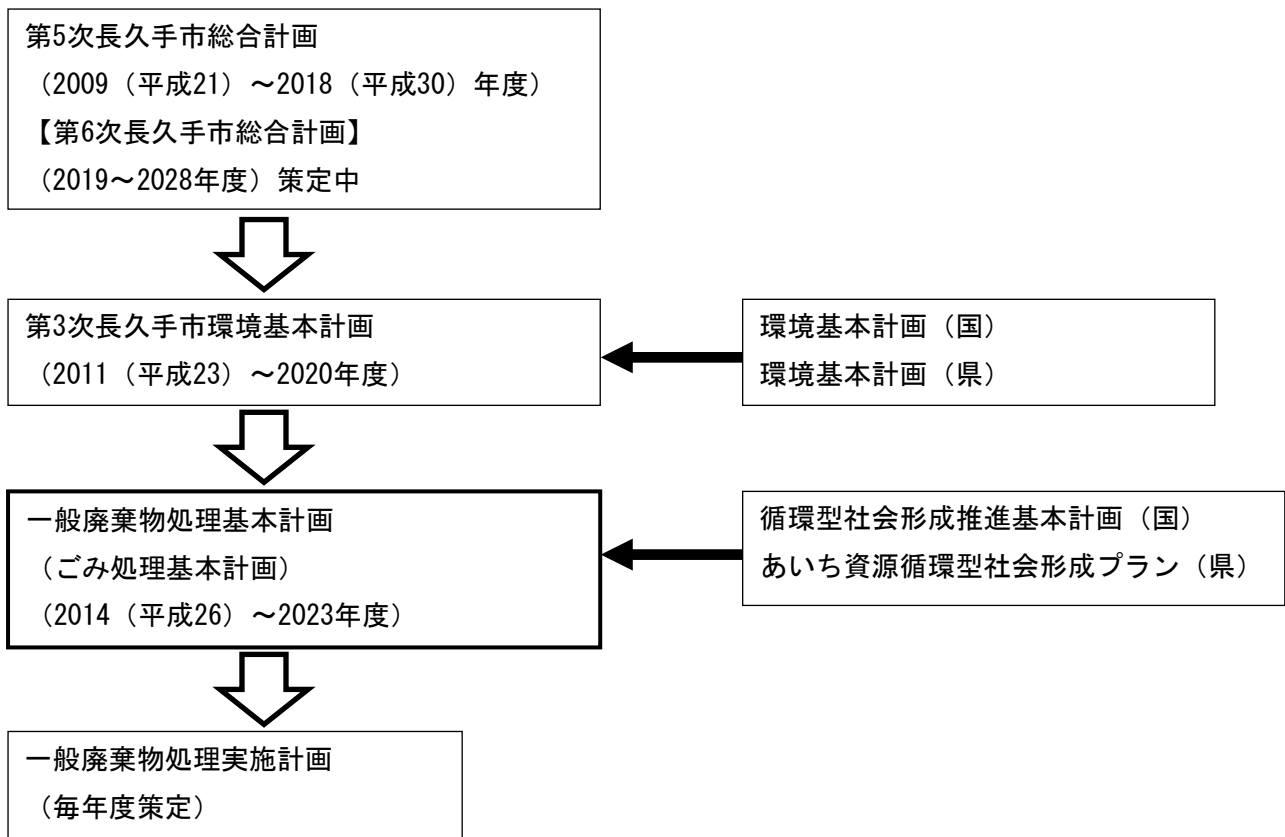 第5次長久手市総合計画
（2009（平成21）～2018（平成30）年度）
【第6次長久手市総合計画】
（2019～2028年度）策定中
第3次長久手市環境基本計画
（2011（平成23）～2020年度）
環境基本計画（国）
環境基本計画（県）
一般廃棄物処理基本計画
（ごみ処理基本計画）
（2014（平成26）～2023年度）
循環型社会形成推進基本計画（国）
あいち資源循環型社会形成プラン（県）
一般廃棄物処理実施計画
（毎年度策定）